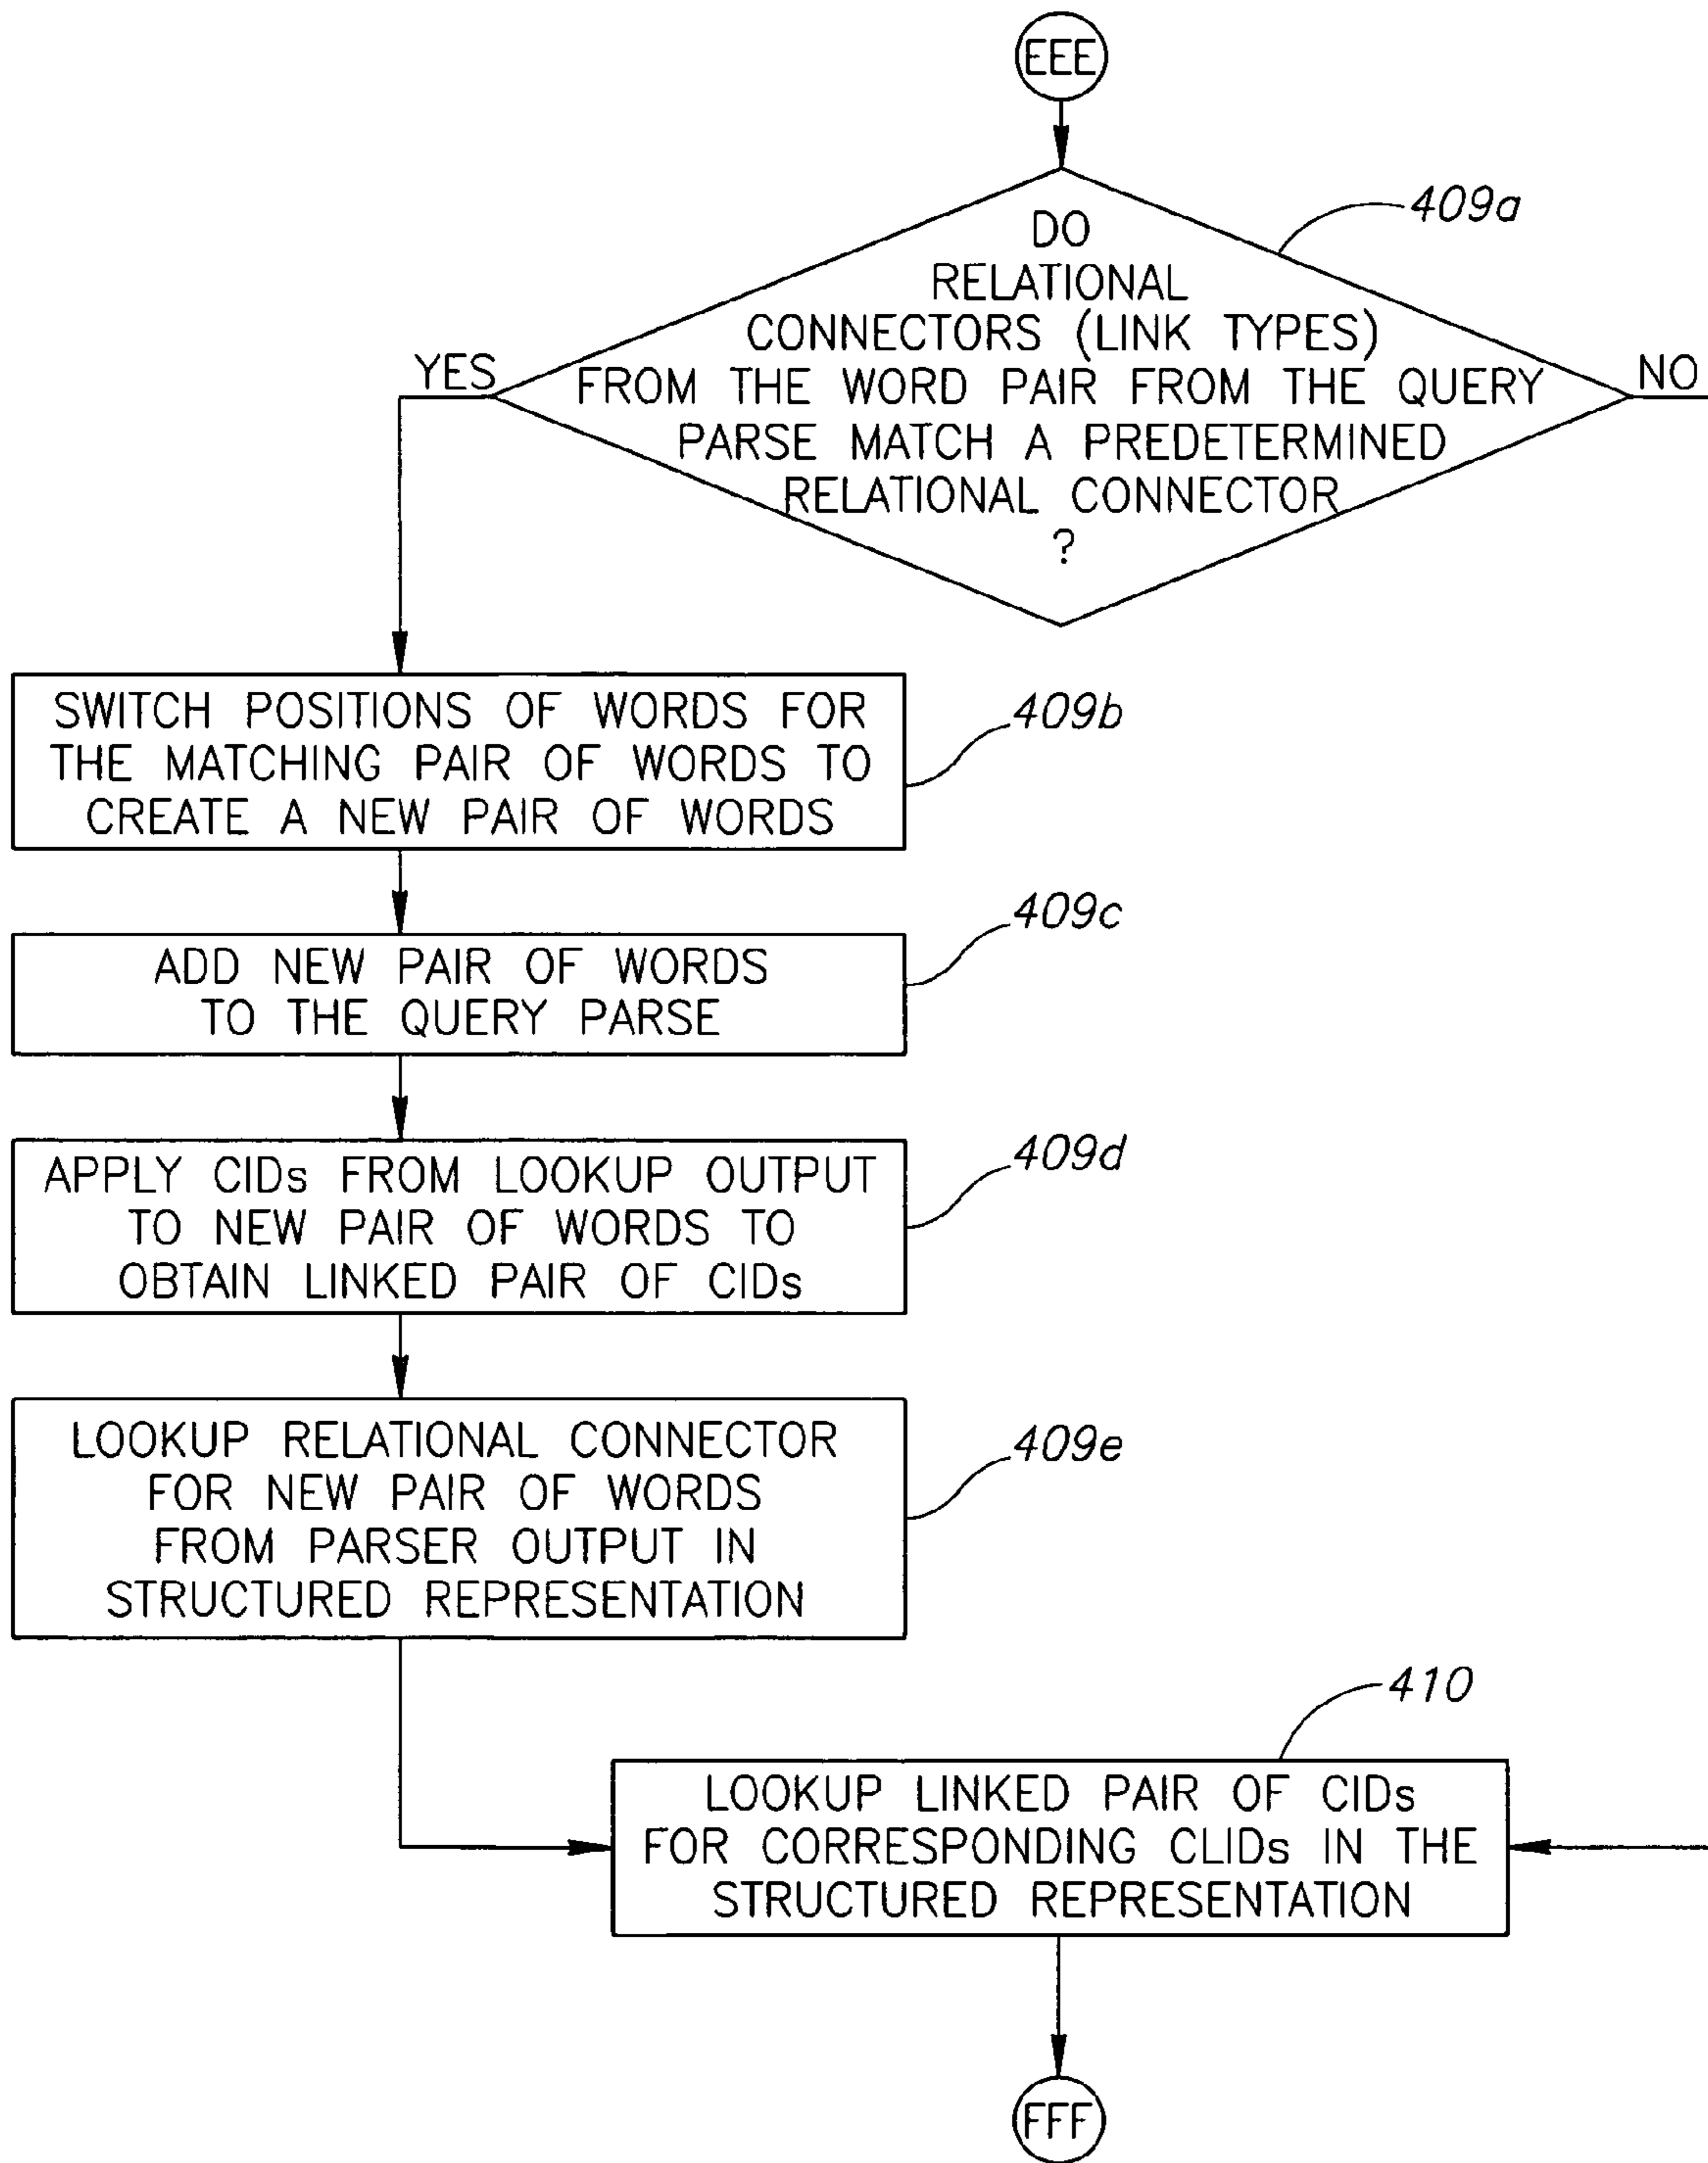 EEE
409a
DO
RELATIONAL
CONNECTORS (LINK TYPES)
YES
FROM THE WORD PAIR FROM THE QUERY
NO
PARSE MATCH A PREDETERMINED
RELATIONAL CONNECTOR
?
SWITCH POSITIONS OF WORDS FOR
THE MATCHING PAIR OF WORDS TO
CREATE A NEW PAIR OF WORDS
409b
ADD NEW PAIR OF WORDS
TO THE QUERY PARSE
409c
APPLY CIDs FROM LOOKUP OUTPUT
TO NEW PAIR OF WORDS TO
OBTAIN LINKED PAIR OF CIDs
409d
LOOKUP RELATIONAL CONNECTOR
FOR NEW PAIR OF WORDS
FROM PARSER OUTPUT IN
STRUCTURED REPRESENTATION
409e
410
LOOKUP LINKED PAIR OF CIDs
FOR CORRESPONDING CLIDs IN THE
STRUCTURED REPRESENTATION
FFF